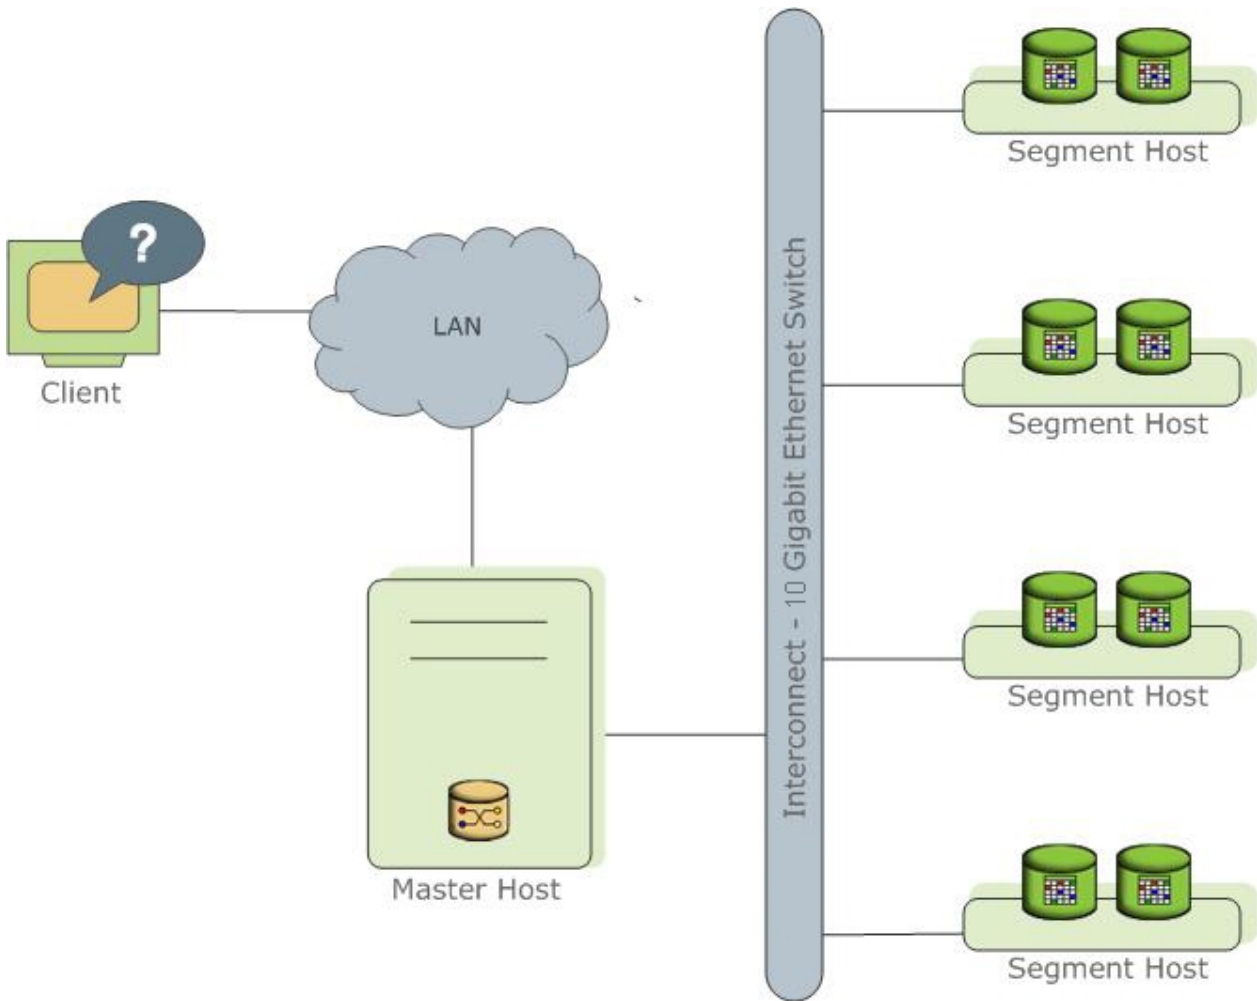 Segment Host
?
LAN
Client
Segment Host
Interconnect - 10 Gigabit Ethernet Switch
Segment Host
Master Host
Segment Host